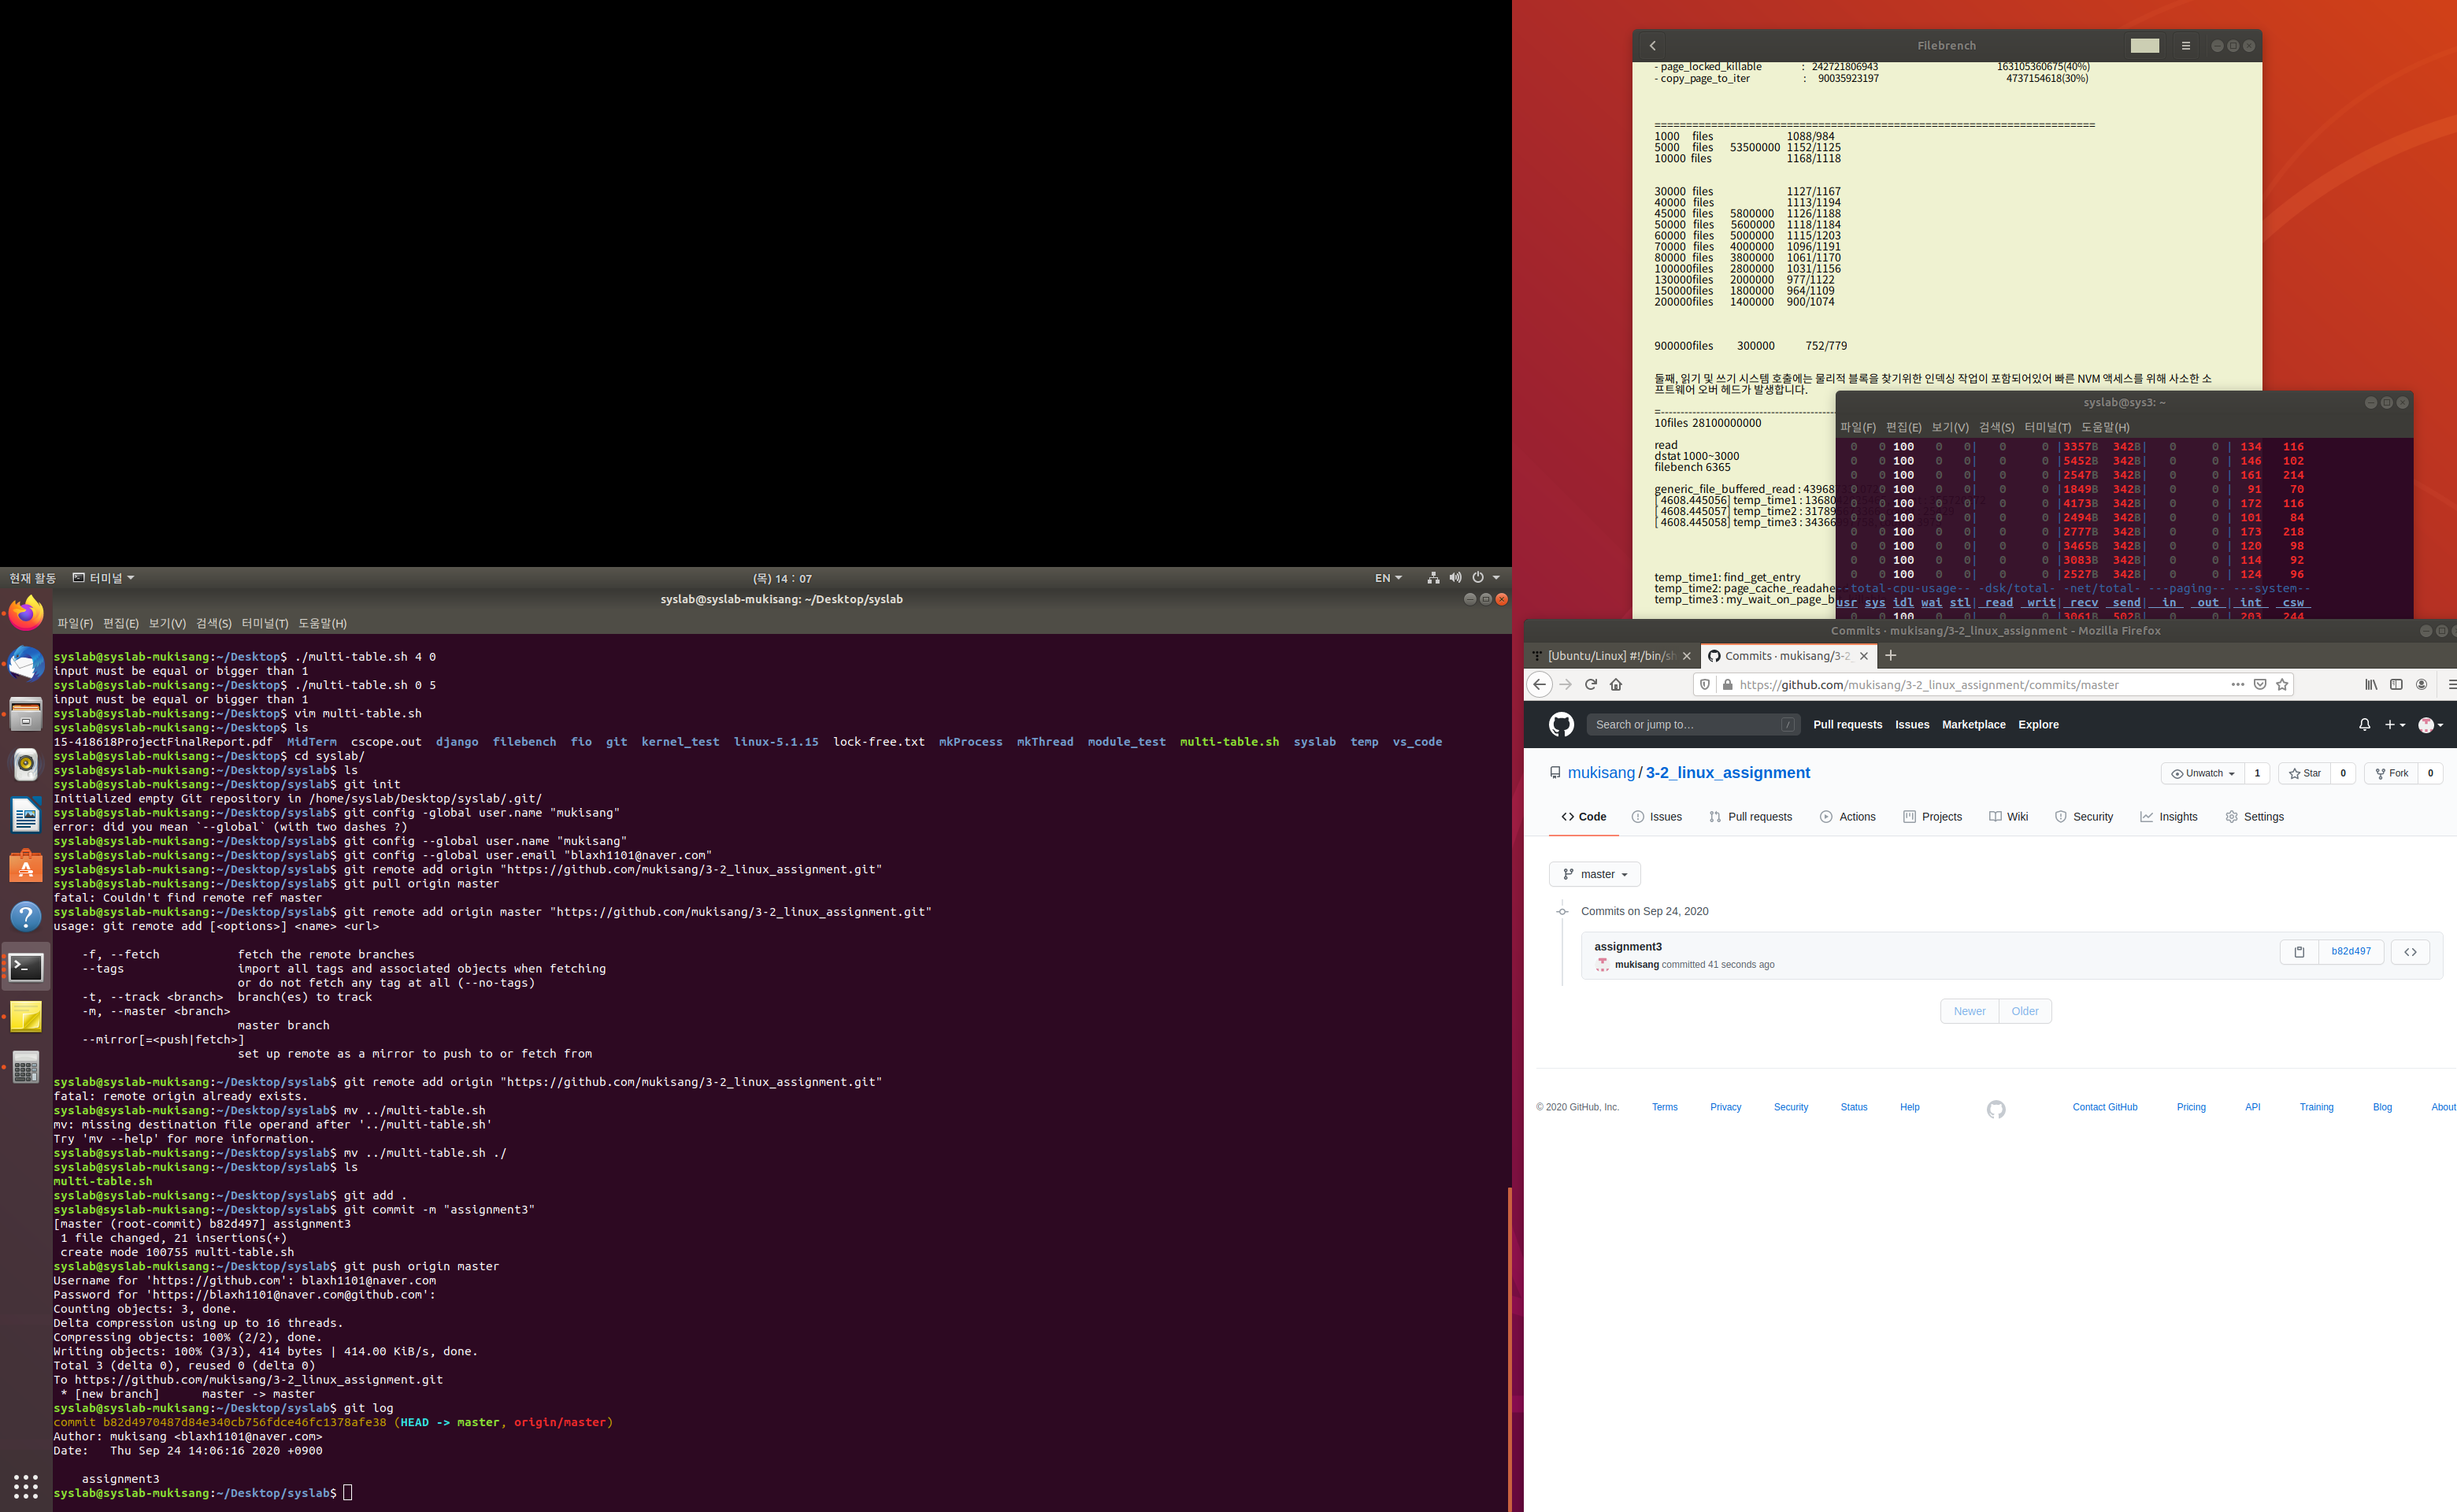 현재 활동
터미널
(목) 14 : 07
EN
syslab@syslab-mukisang: ~/Desktop/syslab
파일(F) 편집(E) 보기(V) 검색(S) 터미널(T) 도움말(H)
syslab@syslab-mukisang:~/Desktop$ ./multi-table.sh 4 0
input must be equal or bigger than 1
syslab@syslab-mukisang:~/Desktop$ ./multi-table.sh 0 5
input must be equal or bigger than 1
syslab@syslab-mukisang:~/Desktop$ vim multi-table.sh
syslab@syslab-mukisang:~/Desktop$ ls
15-418618ProjectFinalReport.pdf MidTerm cscope.out django filebench fio git kernel_test linux-5.1.15 lock-free.txt mkProcess mkThread module_test multi-table.sh syslab temp vs_code
syslab@syslab-mukisang:~/Desktop$ cd syslab/
syslab@syslab-mukisang:~/Desktop/syslab$ ls
syslab@syslab-mukisang:~/Desktop/syslab$ git init
Initialized empty Git repository in /home/syslab/Desktop/syslab/.git/
syslab@syslab-mukisang:~/Desktop/syslab$ git config -global user.name "mukisang"
error: did you mean `--global` (with two dashes ?)
syslab@syslab-mukisang:~/Desktop/syslab$ git config --global user.name "mukisang"
syslab@syslab-mukisang:~/Desktop/syslab$ git config --global user.email "blaxh1101@naver.com"
syslab@syslab-mukisang:~/Desktop/syslab$ git remote add origin "https://github.com/mukisang/3-2_linux_assignment.git"
syslab@syslab-mukisang:~/Desktop/syslab$ git pull origin master
fatal: Couldn't find remote ref master
syslab@syslab-mukisang:~/Desktop/syslab$ git remote add origin master "https://github.com/mukisang/3-2_linux_assignment.git"
usage: git remote add [<options>] <name> <url>
-f, --fetch fetch the remote branches
--tags import all tags and associated objects when fetching
or do not fetch any tag at all (--no-tags)
-t, --track <branch> branch(es) to track
-m, --master <branch>
master branch
--mirror[=<push|fetch>]
set up remote as a mirror to push to or fetch from
syslab@syslab-mukisang:~/Desktop/syslab$ git remote add origin "https://github.com/mukisang/3-2_linux_assignment.git"
fatal: remote origin already exists.
syslab@syslab-mukisang:~/Desktop/syslab$ mv ../multi-table.sh
mv: missing destination file operand after '../multi-table.sh'
Try 'mv --help' for more information.
syslab@syslab-mukisang:~/Desktop/syslab$ mv ../multi-table.sh ./
syslab@syslab-mukisang:~/Desktop/syslab$ ls
multi-table.sh
syslab@syslab-mukisang:~/Desktop/syslab$ git add .
syslab@syslab-mukisang:~/Desktop/syslab$ git commit -m "assignment3"
[master (root-commit) b82d497] assignment3
1 file changed, 21 insertions(+)
create mode 100755 multi-table.sh
syslab@syslab-mukisang:~/Desktop/syslab$ git push origin master
Username for 'https://github.com': blaxh1101@naver.com
Password for 'https://blaxh1101@naver.com@github.com':
Counting objects: 3, done.
Delta compression using up to 16 threads.
Compressing objects: 100% (2/2), done.
Writing objects: 100% (3/3), 414 bytes | 414.00 KiB/s, done.
Total 3 (delta 0), reused 0 (delta 0)
To https://github.com/mukisang/3-2_linux_assignment.git
* [new branch] master -> master
syslab@syslab-mukisang:~/Desktop/syslab$ git log
commit b82d4970487d84e340cb756fdce46fc1378afe38 (HEAD -> master, origin/master)
Author: mukisang <blaxh1101@naver.com>
Date: Thu Sep 24 14:06:16 2020 +0900
assignment3
syslab@syslab-mukisang:~/Desktop/syslab$
Filebrench
- page_locked_killable : 242721806943 163105360675(40%)
- copy_page_to_iter : 90035923197 4737154618(30%)
======================================================================
1000 files 1088/984
5000 files 53500000 1152/1125
10000 files 1168/1118
30000 files 1127/1167
40000 files 1113/1194
45000 files 5800000 1126/1188
50000 files 5600000 1118/1184
60000 files 5000000 1115/1203
70000 files 4000000 1096/1191
80000 files 3800000 1061/1170
100000files 2800000 1031/1156
130000files 2000000 977/1122
150000files 1800000 964/1109
200000files 1400000 900/1074
900000files 300000 752/779
둘째, 읽기 및 쓰기 시스템 호출에는 물리적 블록을 찾기위한 인덱싱 작업이 포함되어있어 빠른 NVM 액세스를 위해 사소한 소
프트웨어 오버 헤드가 발생합니다.
=--------------------------------------------
10files 28100000000
read
dstat 1000~3000
filebench 6365
generic_file_buffered_read : 43968
[ 4608.445056] temp_time1 : 13680
[ 4608.445057] temp_time2 : 31789
[ 4608.445058] temp_time3 : 34366
temp_time1: find_get_entry
temp_time2: page_cache_readahe
temp_time3 : my_wait_on_page_b
syslab@sys3: ~
파일(F) 편집(E) 보기(V) 검색(S) 터미널(T) 도움말(H)
0 0 100 0 0| 0 0 |3357B 342B| 0 0 | 134 116
0 0 100 0 0| 0 0 |5452B 342B| 0 0 | 146 102
0 0 100 0 0| 0 0 |2547B 342B| 0 0 | 161 214
0 0 100 0 0| 0 0 |1849B 342B| 0 0 | 91 70
0 0 100 0 0| 0 0 |4173B 342B| 0 0 | 172 116
0 0 100 0 0| 0 0 |2494B 342B| 0 0 | 101 84
0 0 100 0 0| 0 0 |2777B 342B| 0 0 | 173 218
0 0 100 0 0| 0 0 |3465B 342B| 0 0 | 120 98
0 0 100 0 0| 0 0 |3083B 342B| 0 0 | 114 92
0 0 100 0 0| 0 0 |2527B 342B| 0 0 | 124 96
--total-cpu-usage-- -dsk/total- -net/total- ---paging-- ---system--
usr sys idl wai stl| read writ| recv send| in out | int csw
0 0 100 0 0| 0 0 |3061B 502B| 0 0 | 203 244
Commits · mukisang/3-2_linux_assignment - Mozilla Firefox
[Ubuntu/Linux] #!/bin/sh
Commits · mukisang/3-2_
https://github.com/mukisang/3-2_linux_assignment/commits/master
Search or jump to…
/
Pull requests Issues Marketplace Explore
mukisang / 3-2_linux_assignment
Unwatch 1
Star 0
Fork 0
Code Issues Pull requests Actions Projects Wiki Security Insights Settings
master
Commits on Sep 24, 2020
assignment3
mukisang committed 41 seconds ago
b82d497
Newer Older
© 2020 GitHub, Inc. Terms Privacy Security Status Help Contact GitHub Pricing API Training Blog About